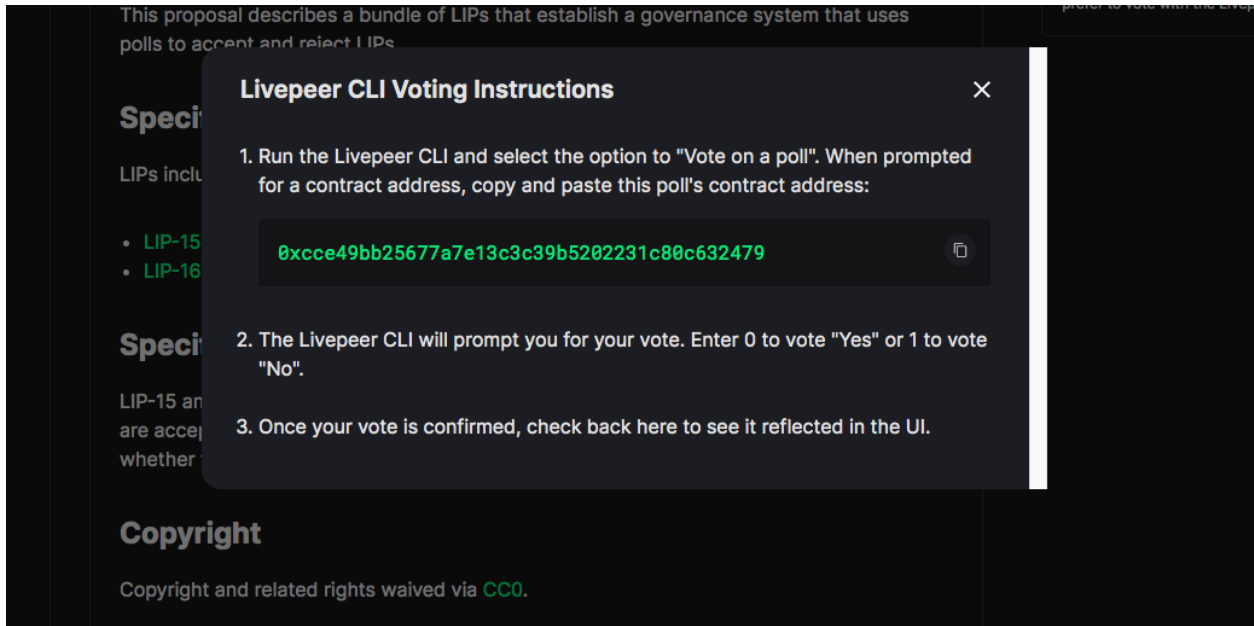 This proposal describes a bundle of LIPs that establish a governance system that uses
polls to accept and reject LIPs
Livepeer CLI Voting Instructions
1. Run the Livepeer CLI and select the option to "Vote on a poll". When prompted
for a contract address, copy and paste this poll's contract address:
0xcce49bb25677a7e13c3c39b5202231c80c632479
2. The Livepeer CLI will prompt you for your vote. Enter 0 to vote "Yes" or 1 to vote
"No".
3. Once your vote is confirmed, check back here to see it reflected in the UI.
LIPs
• LIP-15
• LIP-16
LIP-15
are
whether
Copyright
Copyright and related rights waived via CC0.
prefer to vote with the